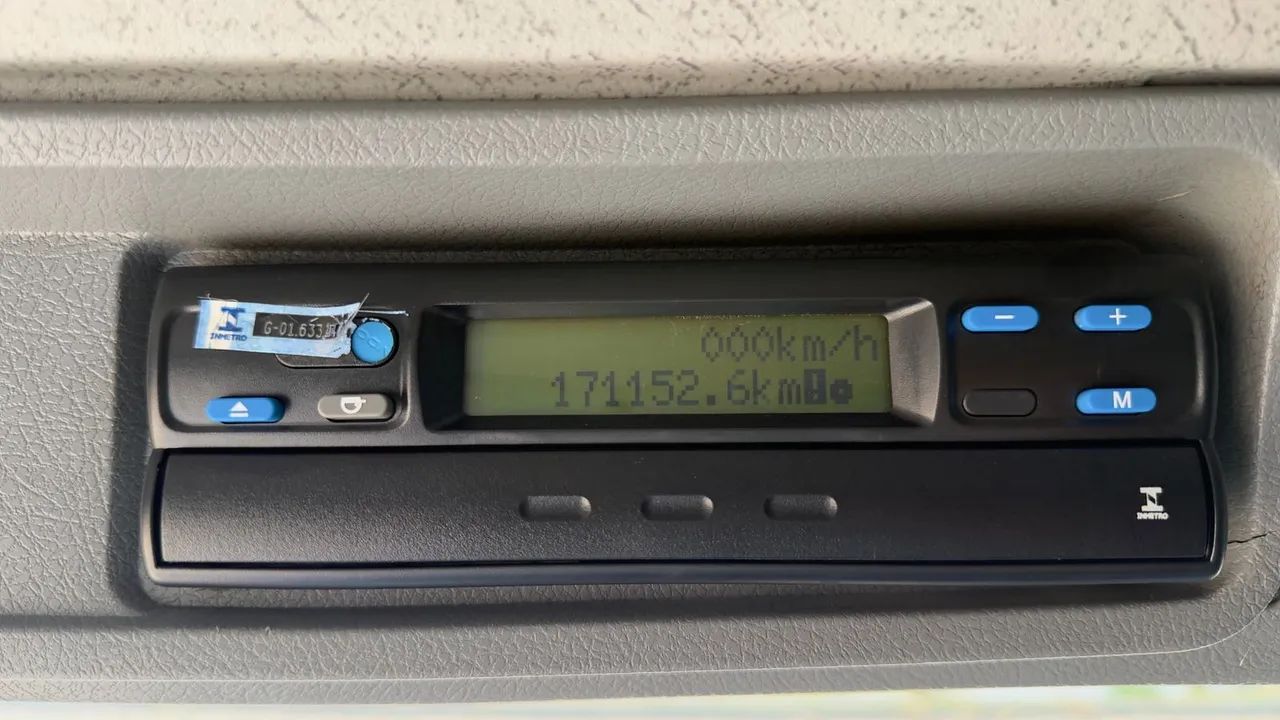 INMETRO
G-01.633
000km/h
171152.6km
− +
M
INMETRO